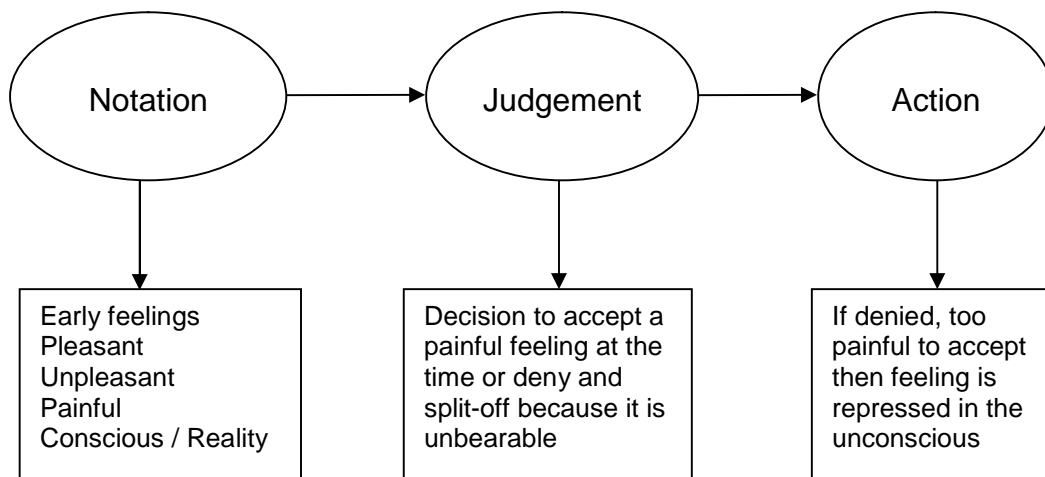 Notation
Judgement
Action
Early feelings
Pleasant
Unpleasant
Painful
Conscious / Reality
Decision to accept a
painful feeling at the
time or deny and
split-off because it is
unbearable
If denied, too
painful to accept
then feeling is
repressed in the
unconscious